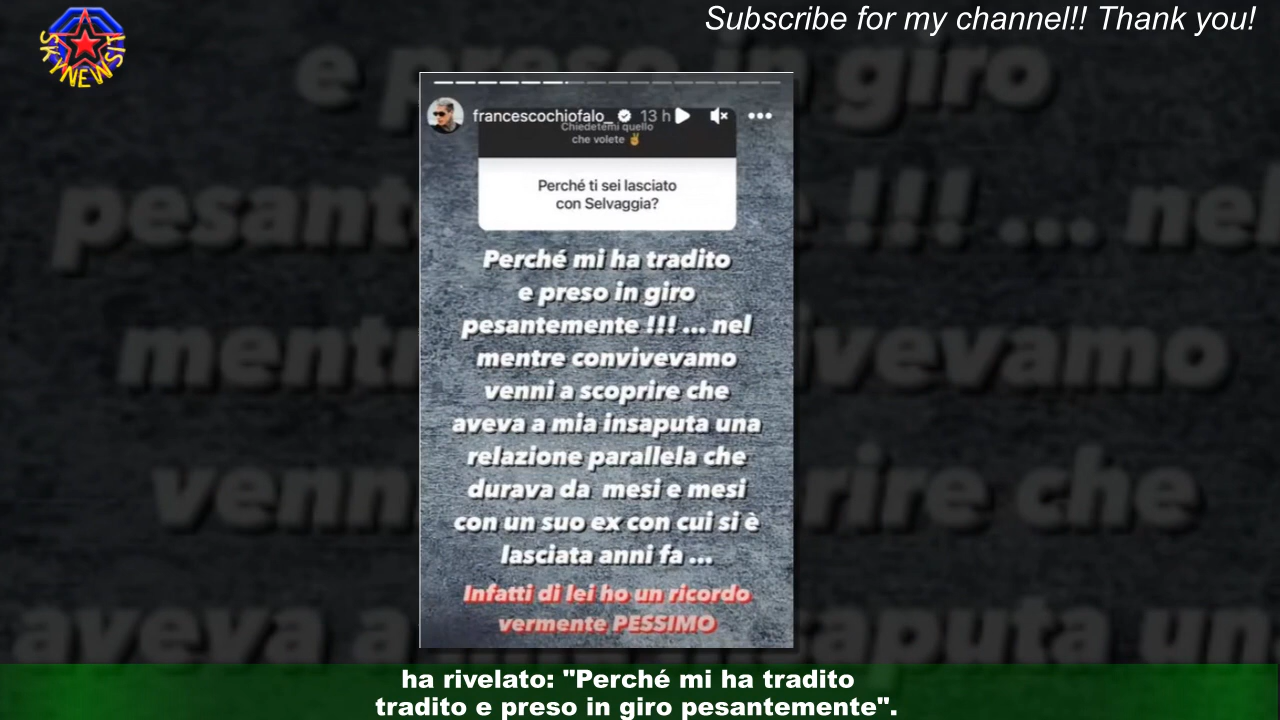 Subscribe for my channel!! Thank you!
SKYNEWSIT
francescochiofalo_ 13 h
Chiedetemi quello
che volete ✌️
Perché ti sei lasciato
con Selvaggia?
Perché mi ha tradito
e preso in giro
pesantemente !!! ... nel
mentre convivevamo
venni a scoprire che
aveva a mia insaputa una
relazione parallela che
durava da mesi e mesi
con un suo ex con cui si è
lasciata anni fa ...
Infatti di lei ho un ricordo
vermente PESSIMO
ha rivelato: "Perché mi ha tradito
tradito e preso in giro pesantemente".